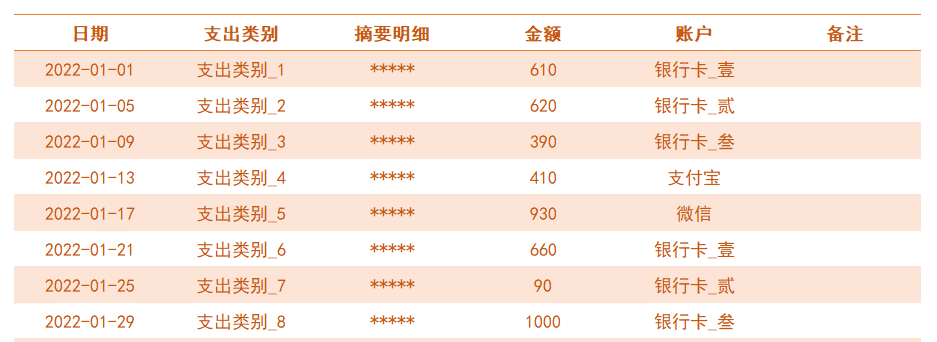 日期 支出类别 摘要明细 金额 账户 备注
2022-01-01 支出类别_1 ***** 610 银行卡_壹
2022-01-05 支出类别_2 ***** 620 银行卡_贰
2022-01-09 支出类别_3 ***** 390 银行卡_叁
2022-01-13 支出类别_4 ***** 410 支付宝
2022-01-17 支出类别_5 ***** 930 微信
2022-01-21 支出类别_6 ***** 660 银行卡_壹
2022-01-25 支出类别_7 ***** 90 银行卡_贰
2022-01-29 支出类别_8 ***** 1000 银行卡_叁